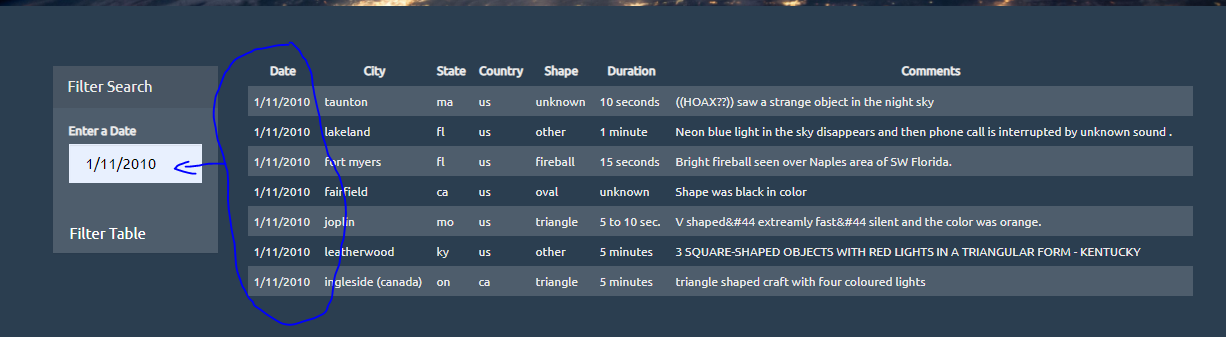 Filter Search
Enter a Date
1/11/2010
Filter Table
Date City State Country Shape Duration Comments
1/11/2010 taunton ma us unknown 10 seconds ((HOAX??)) saw a strange object in the night sky
1/11/2010 lakeland fl us other 1 minute Neon blue light in the sky disappears and then phone call is interrupted by unknown sound .
1/11/2010 fort myers fl us fireball 15 seconds Bright fireball seen over Naples area of SW Florida.
1/11/2010 fairfield ca us oval unknown Shape was black in color
1/11/2010 joplin mo us triangle 5 to 10 sec. V shaped&#44 extreamly fast&#44 silent and the color was orange.
1/11/2010 leatherwood ky us other 5 minutes 3 SQUARE-SHAPED OBJECTS WITH RED LIGHTS IN A TRIANGULAR FORM - KENTUCKY
1/11/2010 ingleside (canada) on ca triangle 5 minutes triangle shaped craft with four coloured lights